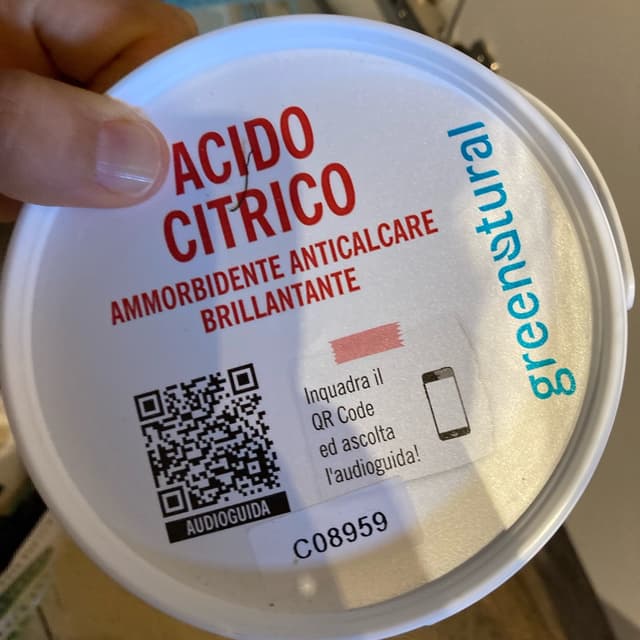 ACIDO
CITRICO
AMMORBIDENTE ANTICALCARE
BRILLANTANTE
greenatural
Inquadra il
QR Code
ed ascolta
l'audioguida!
AUDIOGUIDA
C08959